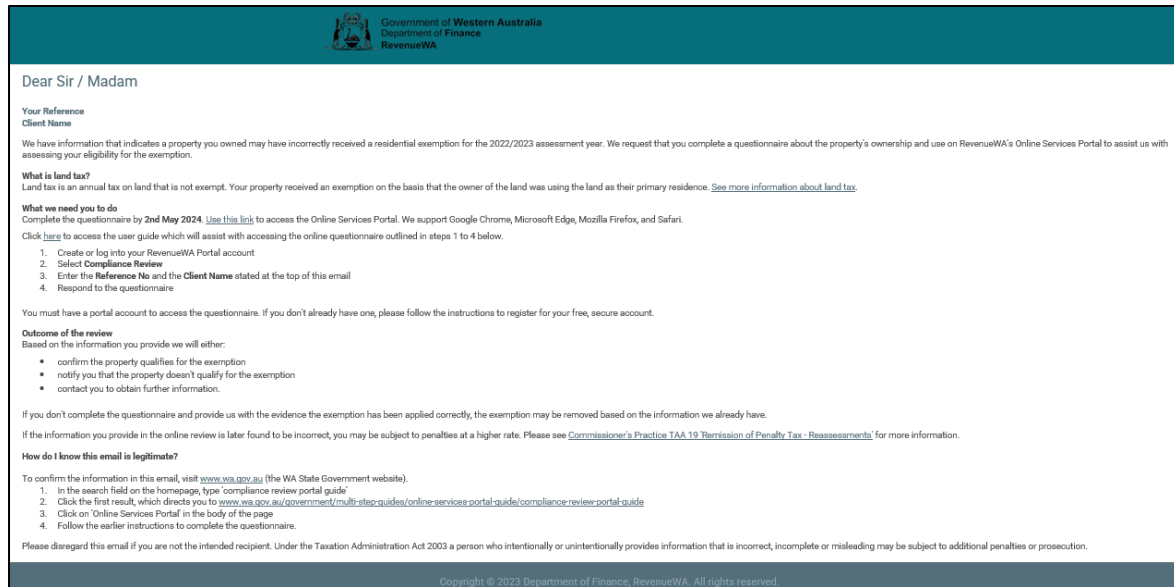 Government of Western Australia
Department of Finance
RevenueWA
Dear Sir / Madam
Your Reference
Client Name
We have information that indicates a property you owned may have incorrectly received a residential exemption for the 2022/2023 assessment year. We request that you complete a questionnaire about the property's ownership and use on RevenueWA's Online Services Portal to assist us with
assessing your eligibility for the exemption.
What is land tax?
Land tax is an annual tax on land that is not exempt. Your property received an exemption on the basis that the owner of the land was using the land as their primary residence. See more information about land tax.
What we need you to do
Complete the questionnaire by 2nd May 2024. Use this link to access the Online Services Portal. We support Google Chrome, Microsoft Edge, Mozilla Firefox, and Safari.
Click here to access the user guide which will assist with accessing the online questionnaire outlined in steps 1 to 4 below.
1. Create or log into your RevenueWA Portal account
2. Select Compliance Review
3. Enter the Reference No and the Client Name stated at the top of this email
4. Respond to the questionnaire
You must have a portal account to access the questionnaire. If you don't already have one, please follow the instructions to register for your free, secure account.
Outcome of the review
Based on the information you provide we will either:
• confirm the property qualifies for the exemption
• notify you that the property doesn't qualify for the exemption
• contact you to obtain further information.
If you don't complete the questionnaire and provide us with the evidence the exemption has been applied correctly, the exemption may be removed based on the information we already have.
If the information you provide in the online review is later found to be incorrect, you may be subject to penalties at a higher rate. Please see Commissioner's Practice TAA 19 'Remission of Penalty Tax - Reassessments' for more information.
How do I know this email is legitimate?
To confirm the information in this email, visit www.wa.gov.au (the WA State Government website).
1. In the search field on the homepage, type 'compliance review portal guide'
2. Click the first result, which directs you to www.wa.gov.au/government/multi-step-guides/online-services-portal-guide/compliance-review-portal-guide
3. Click on 'Online Services Portal' in the body of the page
4. Follow the earlier instructions to complete the questionnaire.
Please disregard this email if you are not the intended recipient. Under the Taxation Administration Act 2003 a person who intentionally or unintentionally provides information that is incorrect, incomplete or misleading may be subject to additional penalties or prosecution.
Copyright © 2023 Department of Finance, RevenueWA. All rights reserved.